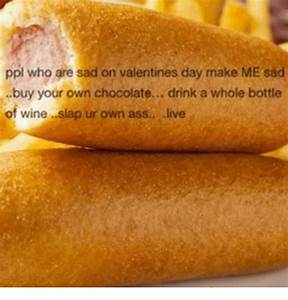 ppl who are sad on valentines day make ME sad
..buy your own chocolate... drink a whole bottle
of wine ..slap ur own ass.. .live